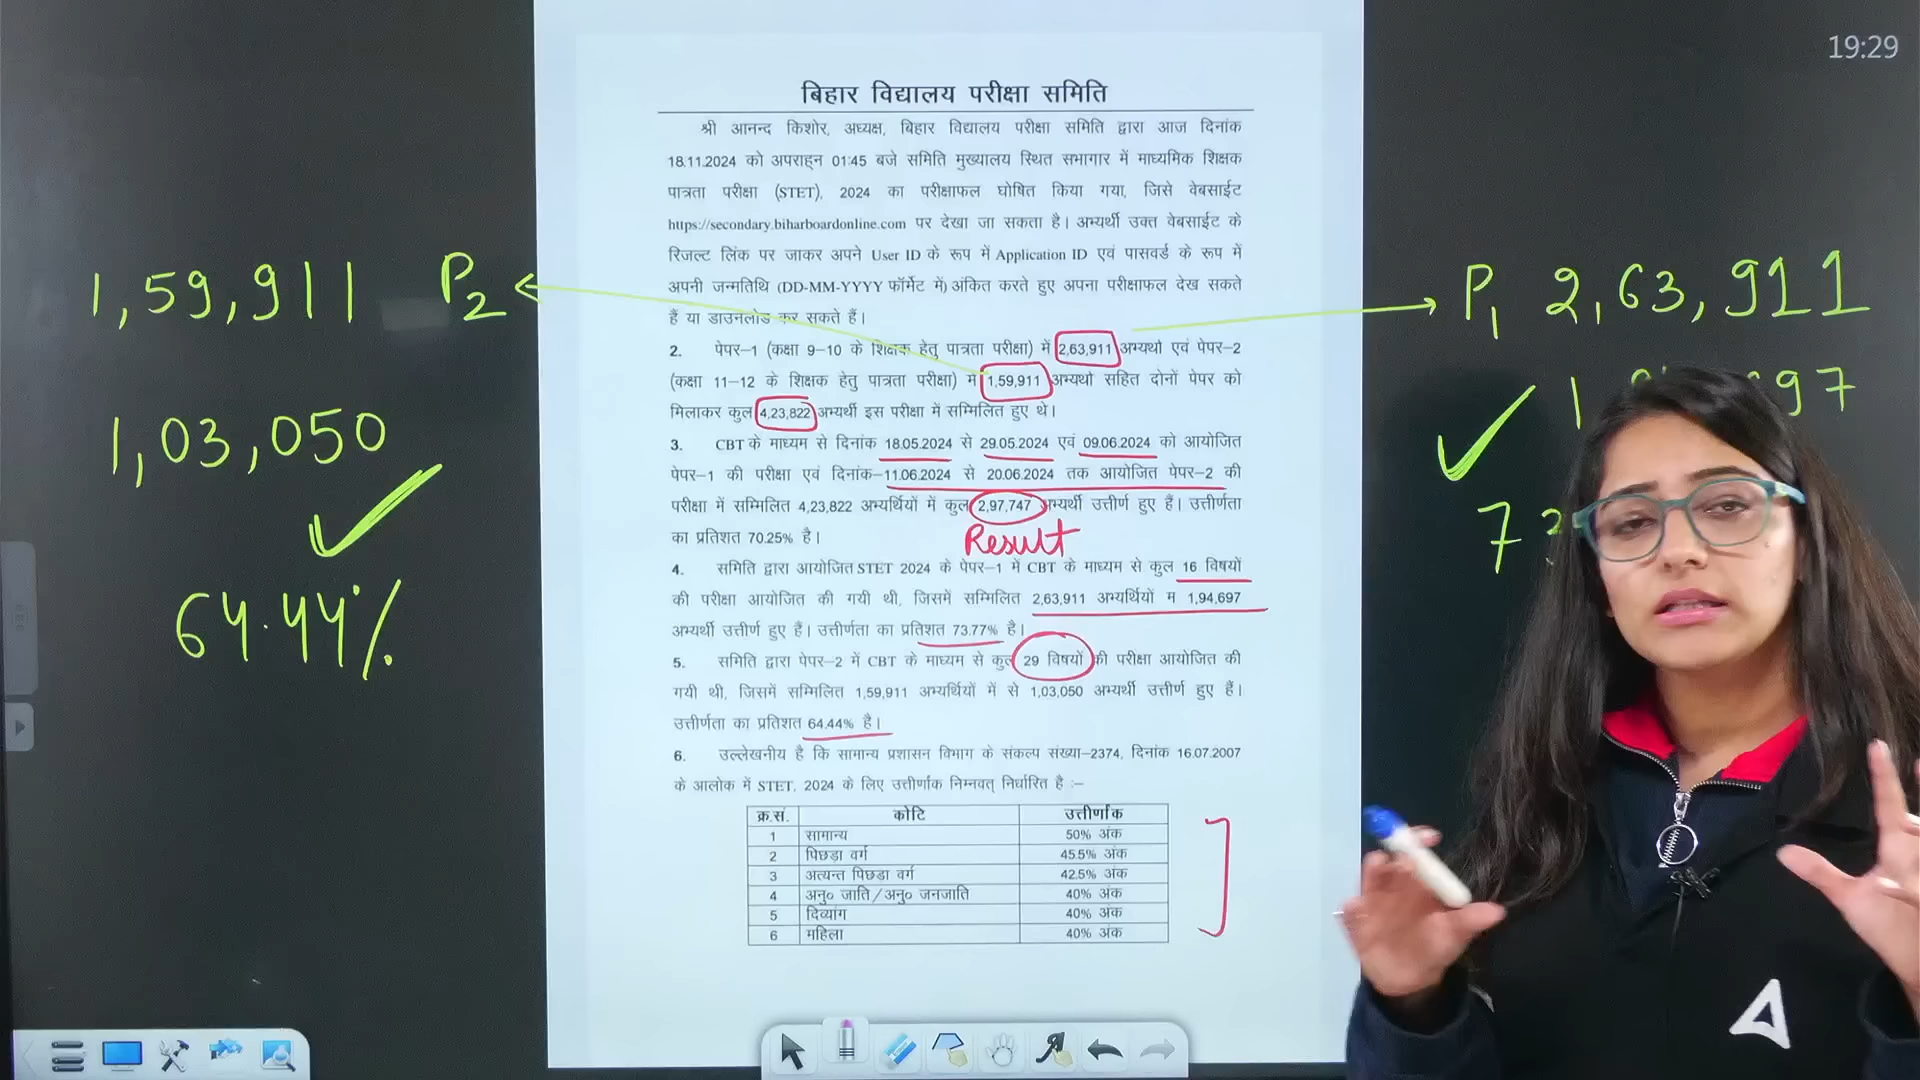 19:29
बिहार विद्यालय परीक्षा समिति
श्री आनन्द किशोर, अध्यक्ष, बिहार विद्यालय परीक्षा समिति द्वारा आज दिनांक
18.11.2024 को अपराह्न 01:45 बजे समिति मुख्यालय स्थित सभागार में माध्यमिक शिक्षक
पात्रता परीक्षा (STET), 2024 का परीक्षाफल घोषित किया गया, जिसे वेबसाईट
https://secondary.biharboardonline.com पर देखा जा सकता है। अभ्यर्थी उक्त वेबसाईट के
रिजल्ट लिंक पर जाकर अपने User ID के रूप में Application ID एवं पासवर्ड के रूप में
अपनी जन्मतिथि (DD-MM-YYYY फॉर्मेट में) अंकित करते हुए अपना परीक्षाफल देख सकते
हैं या डाउनलोड कर सकते हैं।
2. पेपर-1 (कक्षा 9-10 के शिक्षक हेतु पात्रता परीक्षा) में 2,63,911 अभ्यर्थी एवं पेपर-2
(कक्षा 11-12 के शिक्षक हेतु पात्रता परीक्षा) में 1,59,911 अभ्यर्थी सहित दोनों पेपर को
मिलाकर कुल 4,23,822 अभ्यर्थी इस परीक्षा में सम्मिलित हुए थे।
3. CBT के माध्यम से दिनांक 18.05.2024 से 29.05.2024 एवं 09.06.2024 को आयोजित
पेपर-1 की परीक्षा एवं दिनांक-11.06.2024 से 20.06.2024 तक आयोजित पेपर-2 की
परीक्षा में सम्मिलित 4,23,822 अभ्यर्थियों में कुल 2,97,747 अभ्यर्थी उत्तीर्ण हुए हैं। उत्तीर्णता
का प्रतिशत 70.25% है।
Result
4. समिति द्वारा आयोजित STET 2024 के पेपर-1 में CBT के माध्यम से कुल 16 विषयों
की परीक्षा आयोजित की गयी थी, जिसमें सम्मिलित 2,63,911 अभ्यर्थियों में 1,94,697
अभ्यर्थी उत्तीर्ण हुए हैं। उत्तीर्णता का प्रतिशत 73.77% है।
5. समिति द्वारा पेपर-2 में CBT के माध्यम से कुल 29 विषयों की परीक्षा आयोजित की
गयी थी, जिसमें सम्मिलित 1,59,911 अभ्यर्थियों में से 1,03,050 अभ्यर्थी उत्तीर्ण हुए हैं।
उत्तीर्णता का प्रतिशत 64.44% है।
6. उल्लेखनीय है कि सामान्य प्रशासन विभाग के संकल्प संख्या-2374, दिनांक 16.07.2007
के आलोक में STET, 2024 के लिए उत्तीर्णांक निम्नवत् निर्धारित है :-
क्र.सं. कोटि उत्तीर्णांक
1 सामान्य 50% अंक
2 पिछड़ा वर्ग 45.5% अंक
3 अत्यन्त पिछड़ा वर्ग 42.5% अंक
4 अनु० जाति/अनु० जनजाति 40% अंक
5 दिव्यांग 40% अंक
6 महिला 40% अंक
1,59,911 P2
1,03,050
64.44%
P1 2,63,911